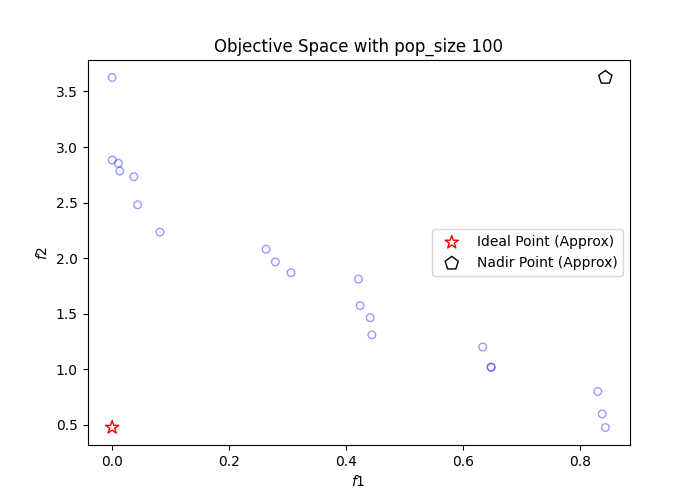 Objective Space with pop_size 100
3.5
3.0
2.5
2.0
1.5
1.0
0.5
f2
Ideal Point (Approx)
Nadir Point (Approx)
0.0
0.2
0.4
0.6
0.8
f1